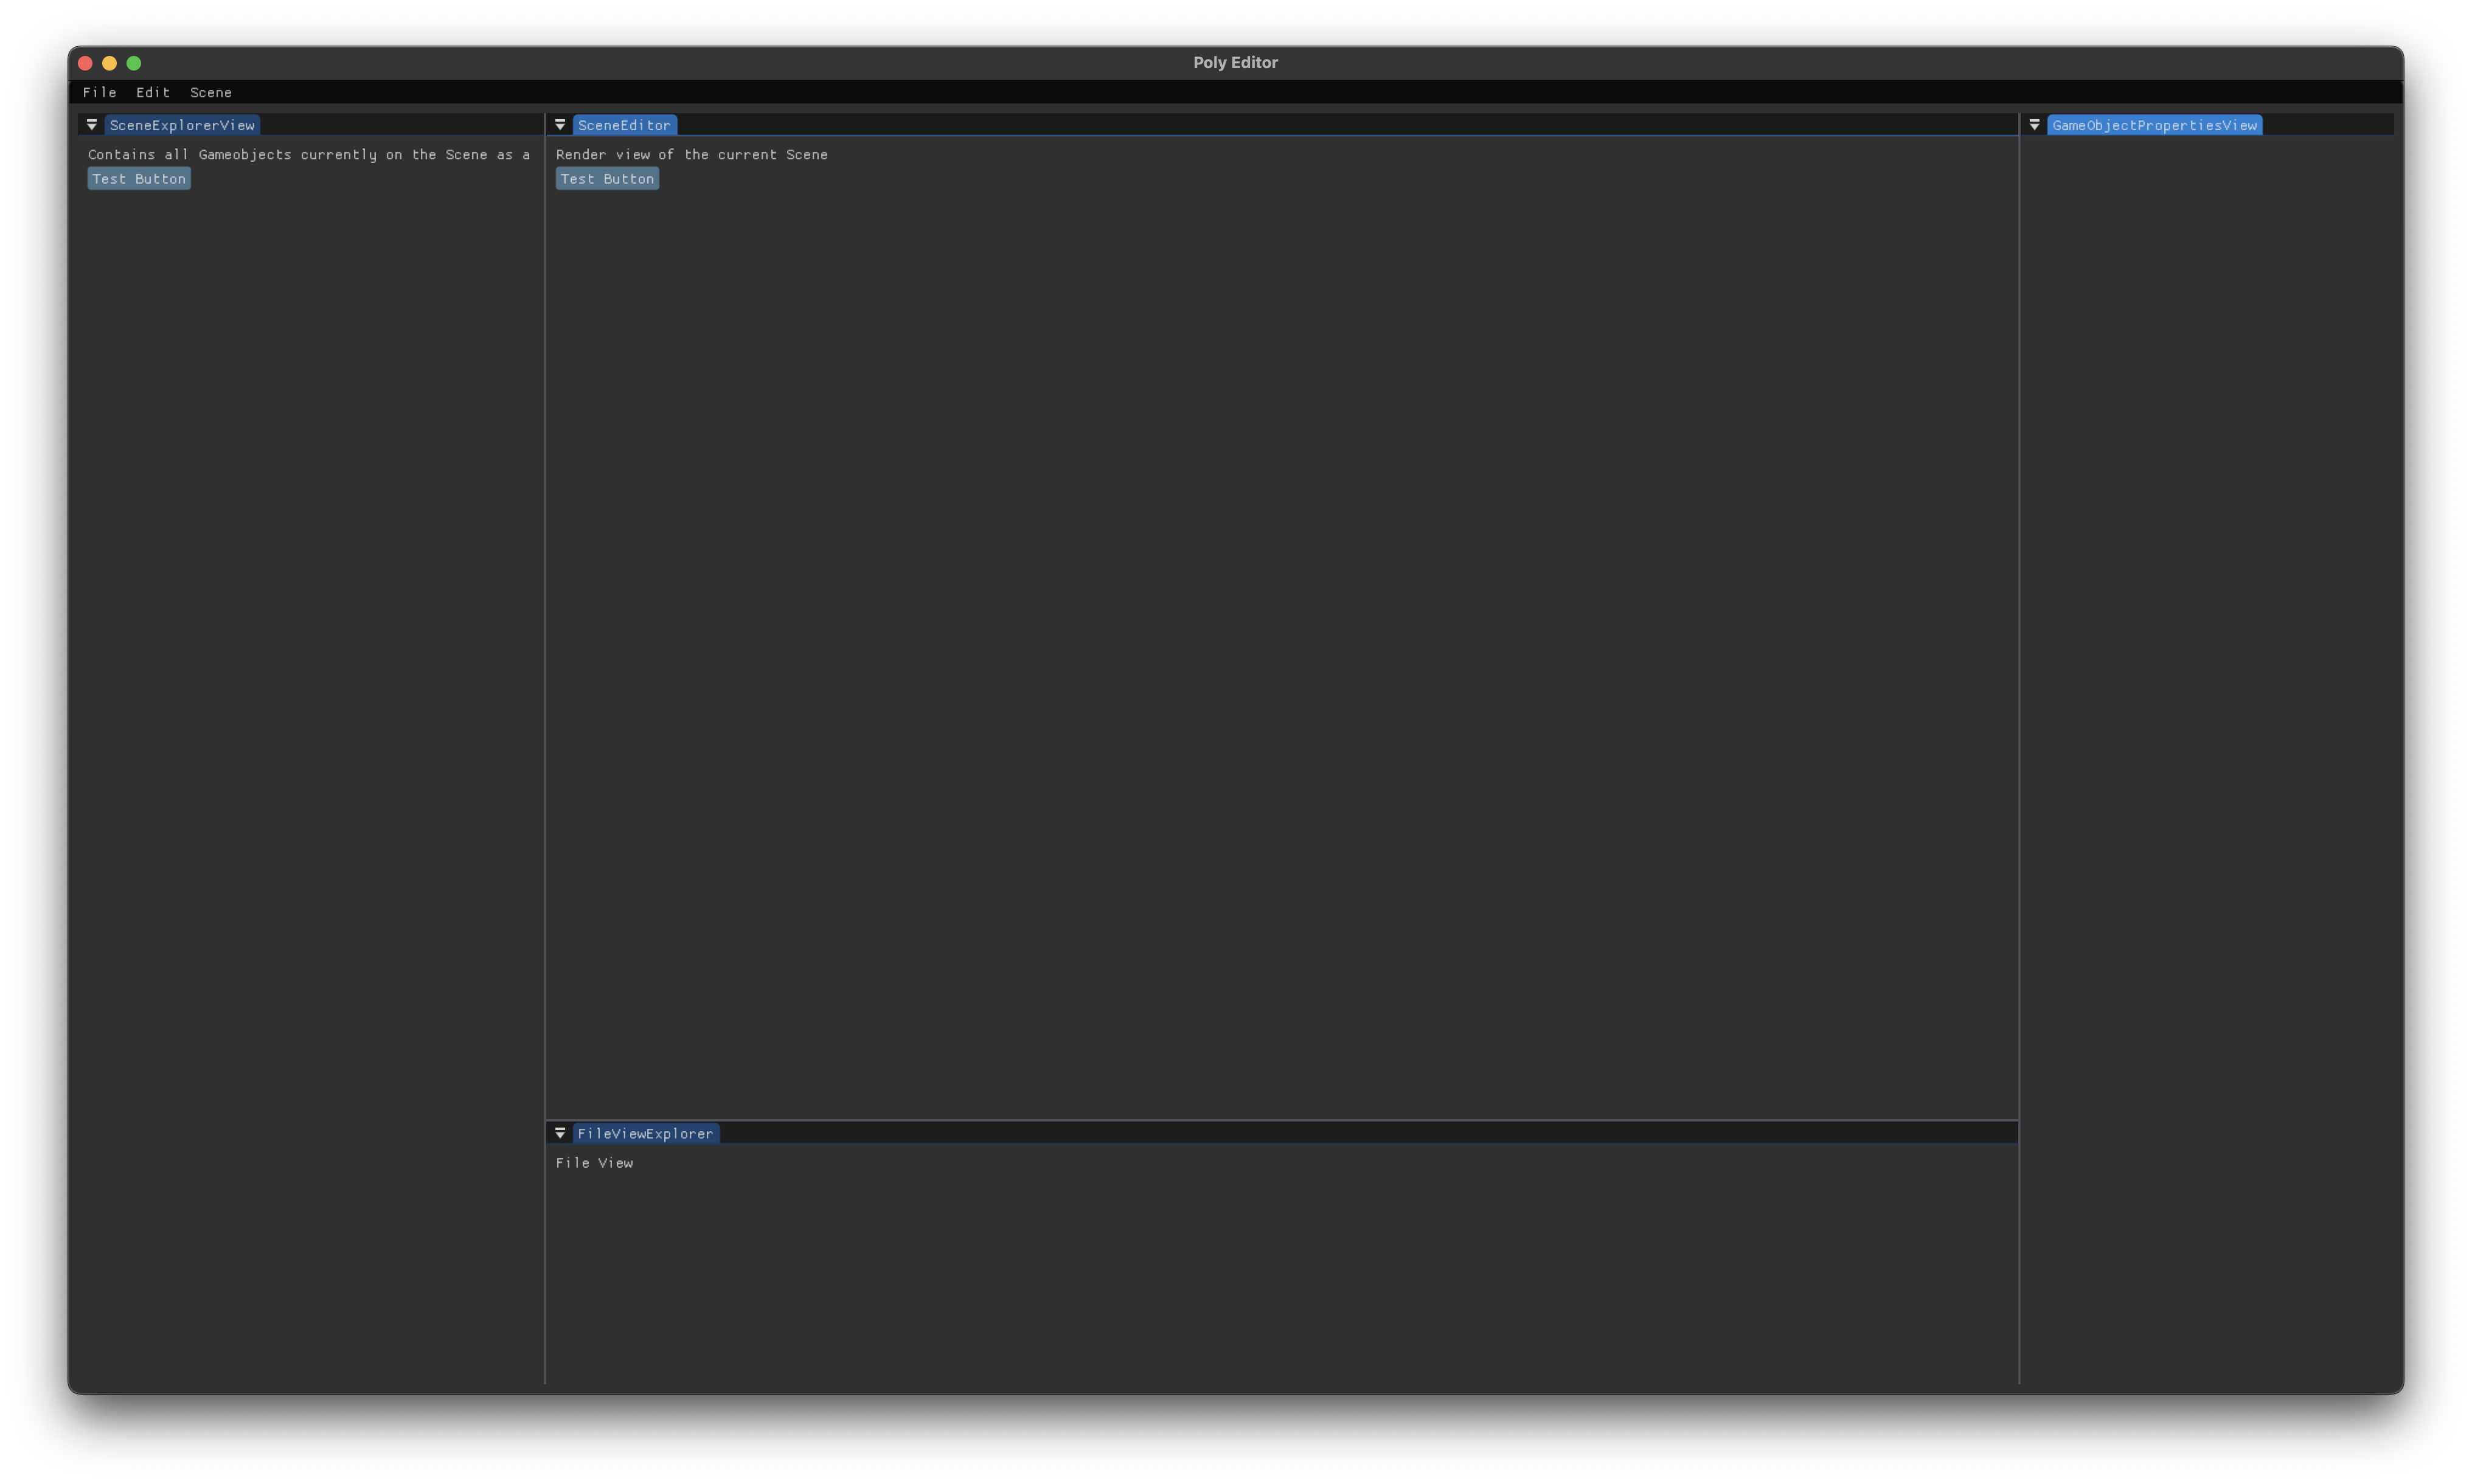 Poly Editor
File Edit Scene
SceneExplorerView
Contains all Gameobjects currently on the Scene as a
Test Button
SceneEditor
Render view of the current Scene
Test Button
FileViewExplorer
File View
GameObjectPropertiesView